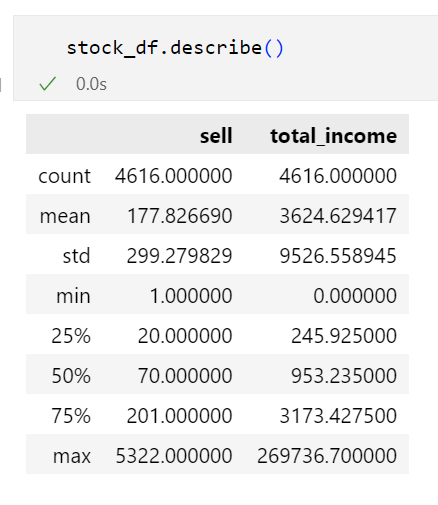 stock_df.describe()
0.0s
sell total_income
count 4616.000000 4616.000000
mean 177.826690 3624.629417
std 299.279829 9526.558945
min 1.000000 0.000000
25% 20.000000 245.925000
50% 70.000000 953.235000
75% 201.000000 3173.427500
max 5322.000000 269736.700000